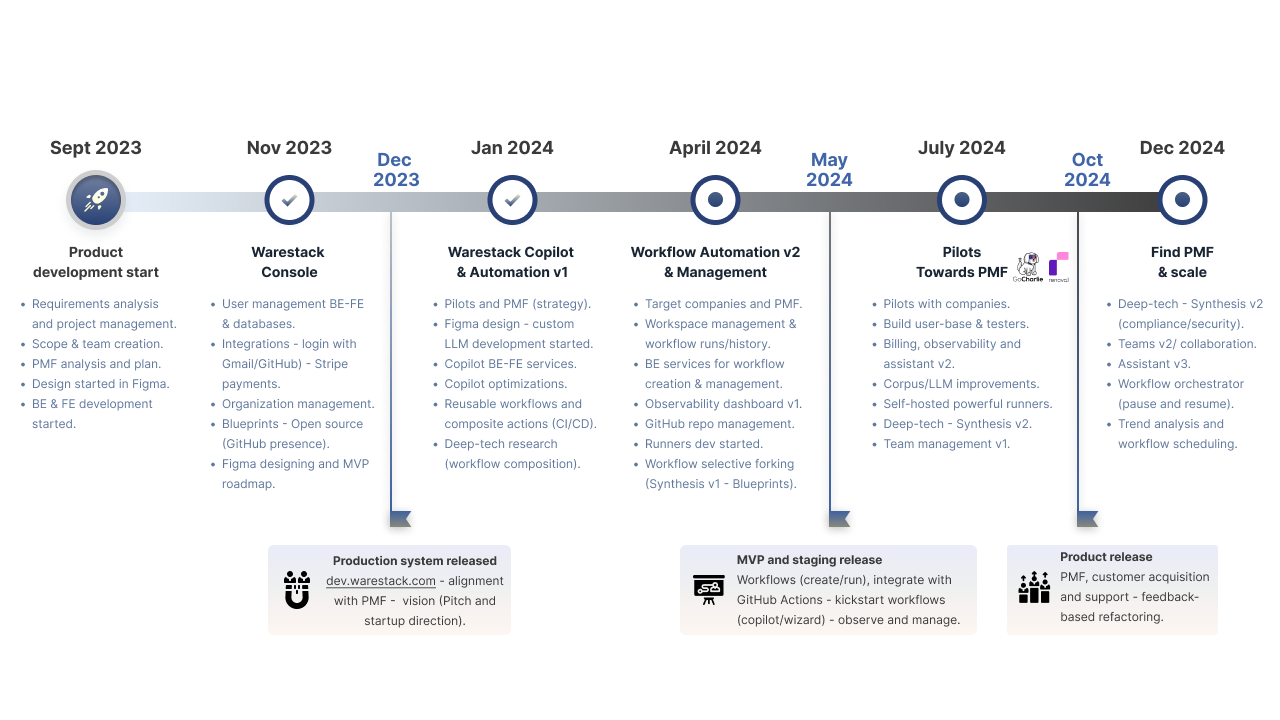 Sept 2023
Nov 2023
Dec
2023
Jan 2024
April 2024
May
2024
July 2024
Oct
2024
Dec 2024
Product
development start
• Requirements analysis
and project management.
• Scope & team creation.
• PMF analysis and plan.
• Design started in Figma.
• BE & FE development
started.
Warestack
Console
• User management BE-FE
& databases.
• Integrations - login with
Gmail/GitHub) - Stripe
payments.
• Organization management.
• Blueprints - Open source
(GitHub presence).
• Figma designing and MVP
roadmap.
Warestack Copilot
& Automation v1
• Pilots and PMF (strategy).
• Figma design - custom
LLM development started.
• Copilot BE-FE services.
• Copilot optimizations.
• Reusable workflows and
composite actions (CI/CD).
• Deep-tech research
(workflow composition).
Workflow Automation v2
& Management
• Target companies and PMF.
• Workspace management &
workflow runs/history.
• BE services for workflow
creation & management.
• Observability dashboard v1.
• GitHub repo management.
• Runners dev started.
• Workflow selective forking
(Synthesis v1 - Blueprints).
Pilots
Towards PMF
GoCharlie
renovai
• Pilots with companies.
• Build user-base & testers.
• Billing, observability and
assistant v2.
• Corpus/LLM improvements.
• Self-hosted powerful runners.
• Deep-tech - Synthesis v2.
• Team management v1.
Find PMF
& scale
• Deep-tech - Synthesis v2
(compliance/security).
• Teams v2/ collaboration.
• Assistant v3.
• Workflow orchestrator
(pause and resume).
• Trend analysis and
workflow scheduling.
Production system released
dev.warestack.com - alignment
with PMF - vision (Pitch and
startup direction).
MVP and staging release
Workflows (create/run), integrate with
GitHub Actions - kickstart workflows
(copilot/wizard) - observe and manage.
Product release
PMF, customer acquisition
and support - feedback-
based refactoring.